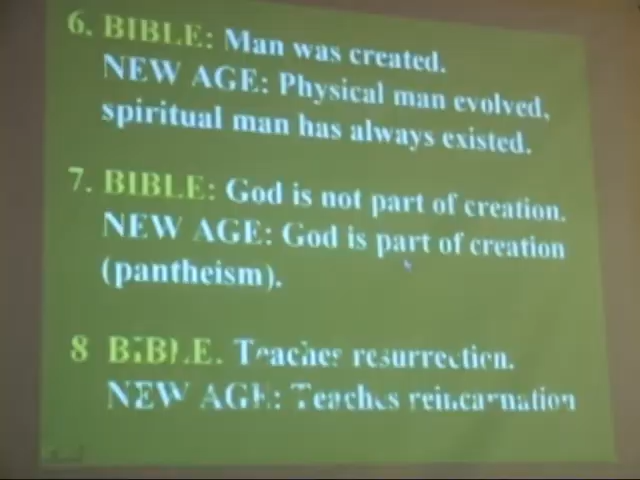 6. BIBLE: Man was created.
NEW AGE: Physical man evolved,
spiritual man has always existed.
7. BIBLE: God is not part of creation.
NEW AGE: God is part of creation
(pantheism).
8 BIBLE. Teaches resurrection.
NEW AGE: Teaches reincarnation